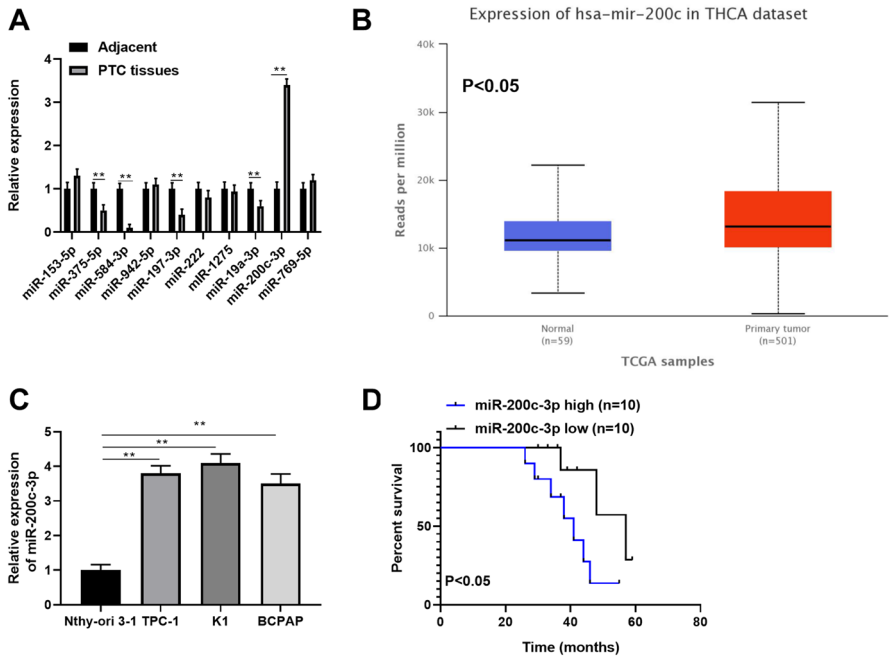 A
Adjacent
PTC tissues
Relative expression
4
3
2
1
0
** ** ** ** **
miR-153-5p
miR-375-5p
miR-584-3p
miR-942-5p
miR-197-3p
miR-222
miR-1275
miR-19a-3p
miR-200c-3p
miR-769-5p
B
Expression of hsa-mir-200c in THCA dataset
P<0.05
Reads per million
40k
30k
20k
10k
0
Normal
(n=59)
Primary tumor
(n=501)
TCGA samples
C
Relative expression
of miR-200c-3p
5
4
3
2
1
0
**
**
**
Nthy-ori 3-1 TPC-1 K1 BCPAP
D
miR-200c-3p high (n=10)
miR-200c-3p low (n=10)
Percent survival
100
50
0
P<0.05
0 20 40 60 80
Time (months)